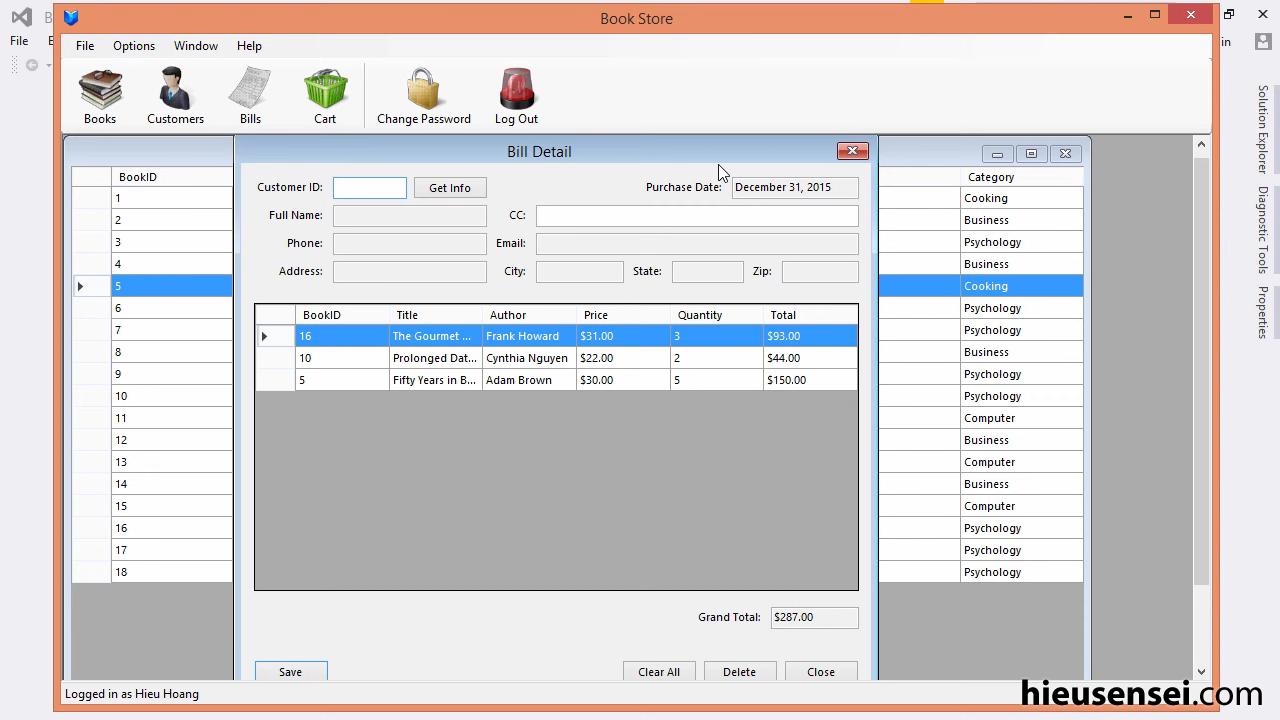 B
Book Store
File
E
File Options Window Help
in
Books Customers Bills Cart Change Password Log Out
Solution Explorer
Diagnostic Tools
Properties
Bill Detail
Customer ID: Get Info Purchase Date: December 31, 2015
Full Name: CC:
Phone: Email:
Address: City: State: Zip:
BookID Title Author Price Quantity Total
16 The Gourmet ... Frank Howard $31.00 3 $93.00
10 Prolonged Dat... Cynthia Nguyen $22.00 2 $44.00
5 Fifty Years in B... Adam Brown $30.00 5 $150.00
Grand Total: $287.00
Save Clear All Delete Close
BookID Category
1 Cooking
2 Business
3 Psychology
4 Business
5 Cooking
6 Psychology
7 Psychology
8 Business
9 Psychology
10 Psychology
11 Computer
12 Business
13 Computer
14 Business
15 Computer
16 Psychology
17 Psychology
18 Psychology
Logged in as Hieu Hoang
hieusensei.com